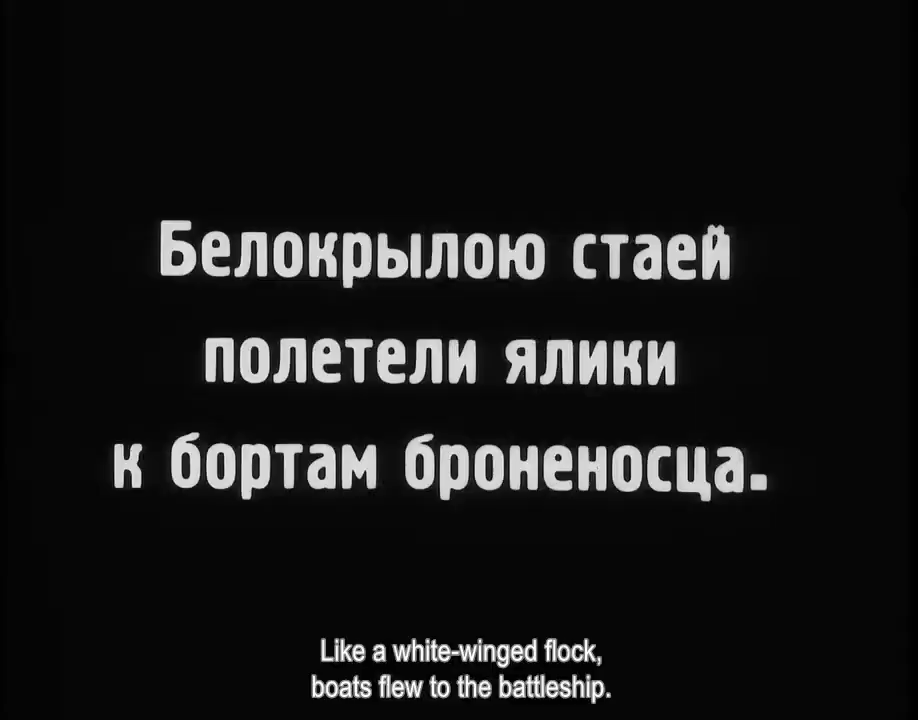 Белокрылою стаей
полетели ялики
к бортам броненосца.
Like a white-winged flock,
boats flew to the battleship.